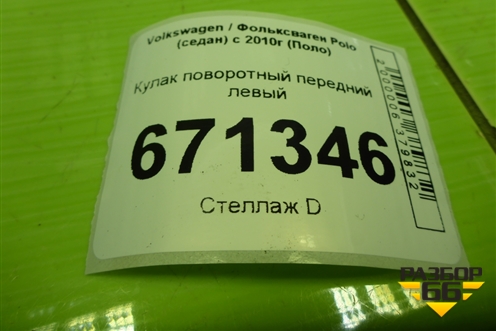 Volkswagen / Фольксваген Polo
(седан) с 2010г (Поло)
Кулак поворотный передний
левый
671346
Стеллаж D
2000006379832
РАЗБОР
66